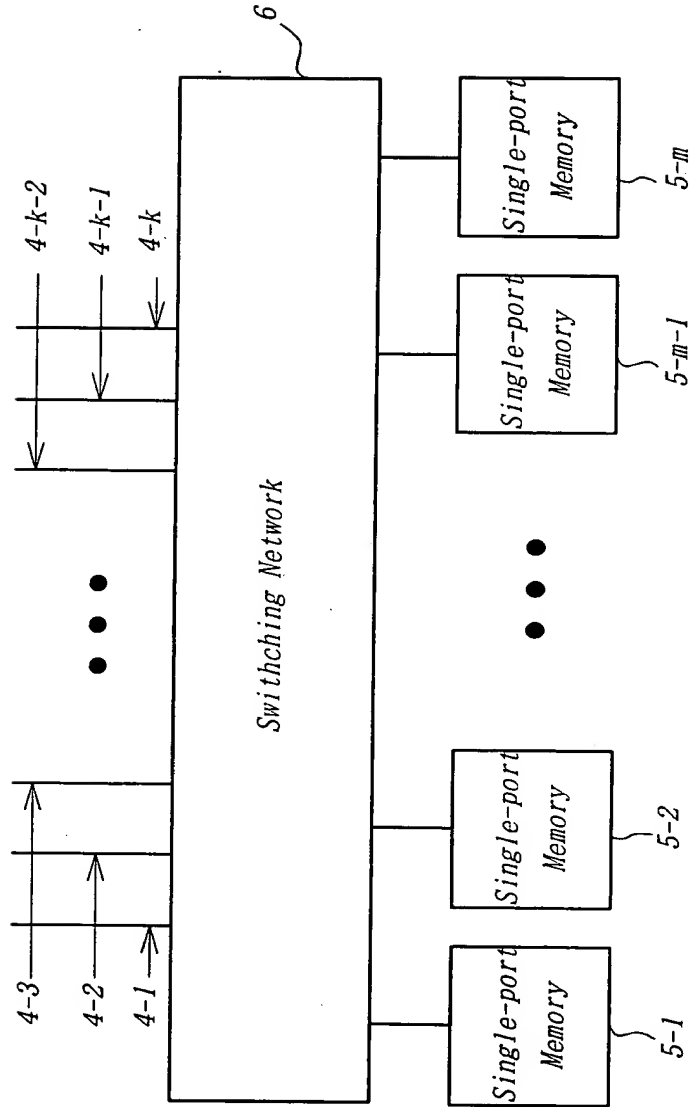 6
4-3
4-2
4-1
4-k-2
4-k-1
4-k
Swithching Network
Single-port
Memory
5-1
Single-port
Memory
5-2
Single-port
Memory
5-m-1
Single-port
Memory
5-m